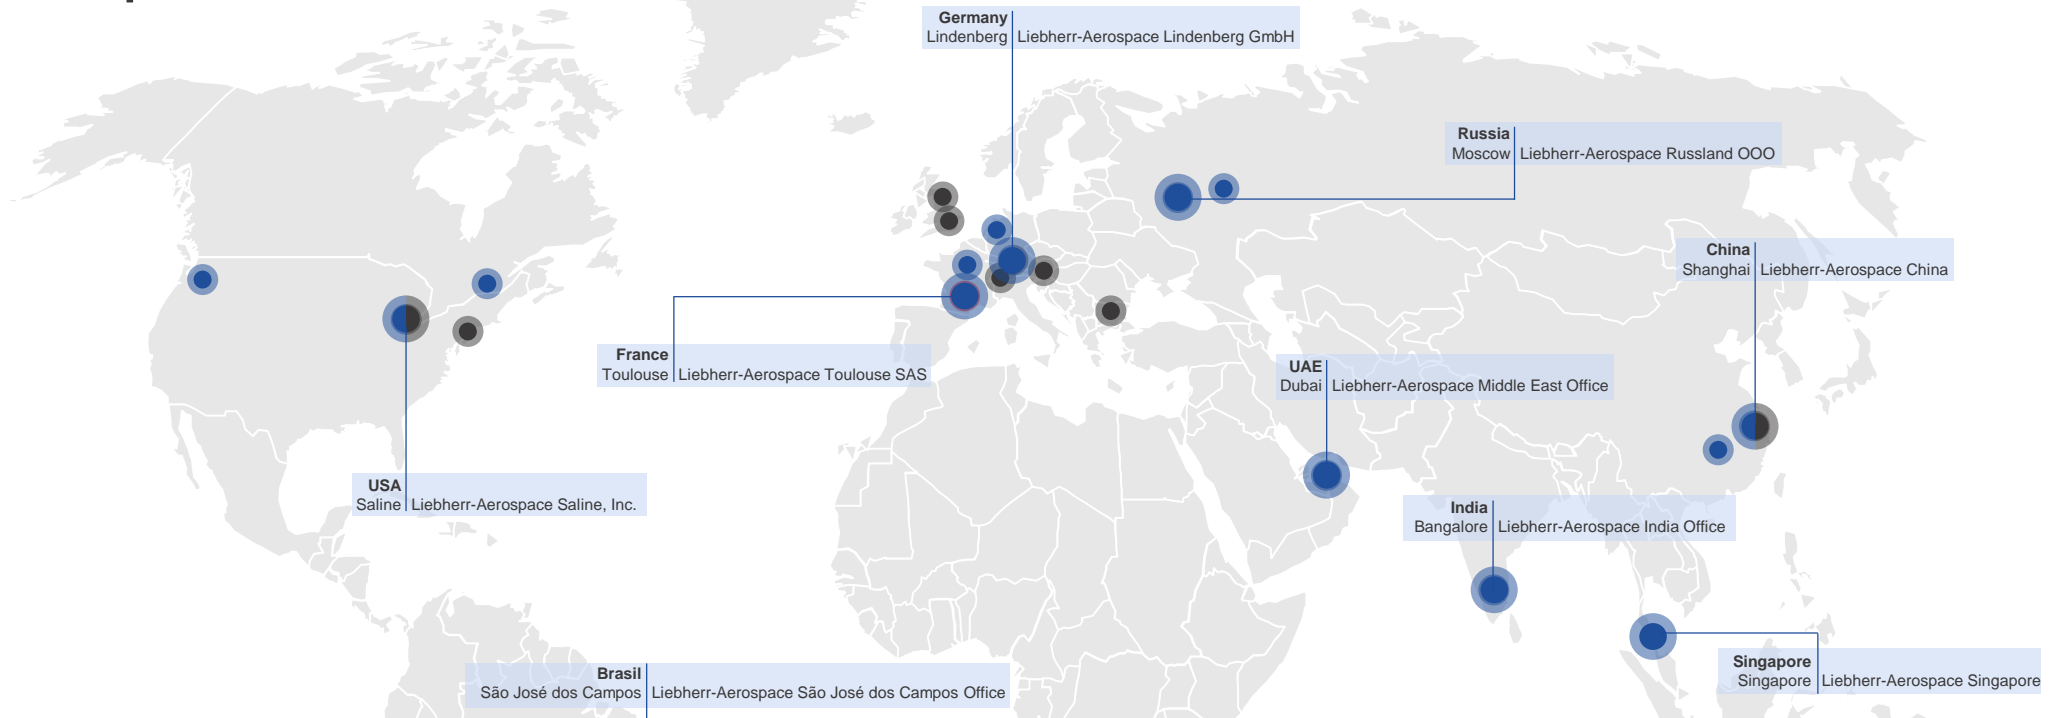 Germany
Lindenberg Liebherr-Aerospace Lindenberg GmbH
Russia
Moscow Liebherr-Aerospace Russland OOO
China
Shanghai Liebherr-Aerospace China
France
Toulouse Liebherr-Aerospace Toulouse SAS
UAE
Dubai Liebherr-Aerospace Middle East Office
USA
Saline Liebherr-Aerospace Saline, Inc.
India
Bangalore Liebherr-Aerospace India Office
Brasil
São José dos Campos Liebherr-Aerospace São José dos Campos Office
Singapore
Singapore Liebherr-Aerospace Singapore